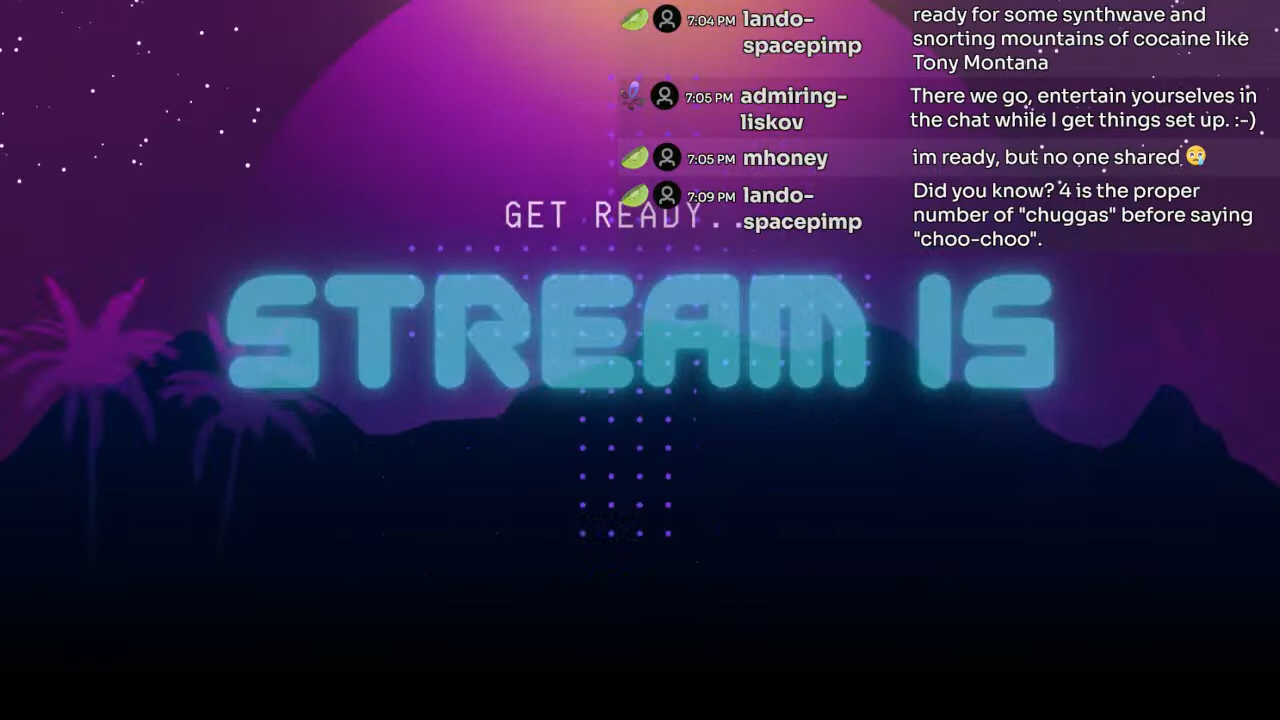 7:04 PM lando-spacepimp
ready for some synthwave and
snorting mountains of cocaine like
Tony Montana
7:05 PM admiring-liskov
There we go, entertain yourselves in
the chat while I get things set up. :-)
7:05 PM mhoney
im ready, but no one shared 😢
7:09 PM lando-spacepimp
Did you know? 4 is the proper
number of "chuggas" before saying
"choo-choo".
GET READY..
STREAM IS